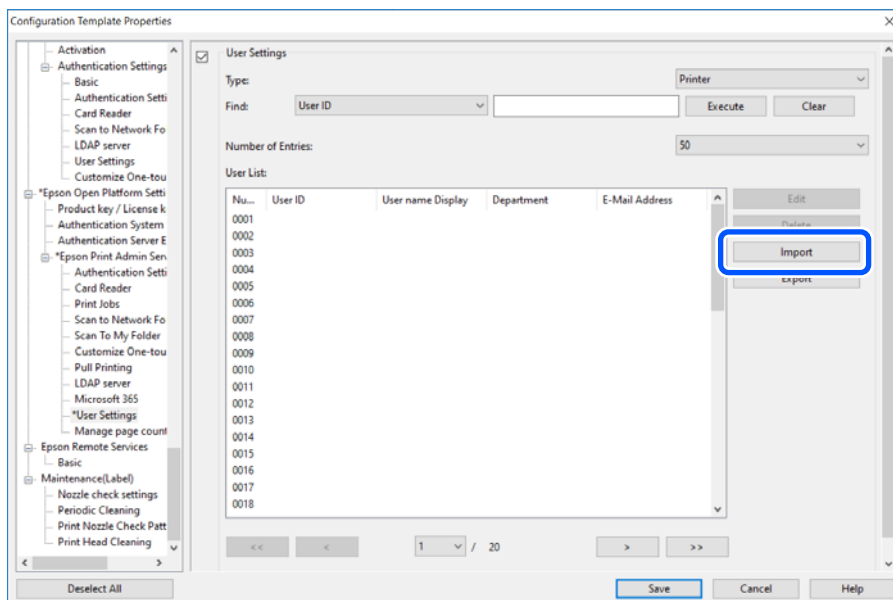 Configuration Template Properties
Activation
Authentication Settings
Basic
Authentication Setti
Card Reader
Scan to Network Fo
LDAP server
User Settings
Customize One-tou
*Epson Open Platform Setti
Product key / License k
Authentication System
Authentication Server E
*Epson Print Admin Serv
Authentication Setti
Card Reader
Print Jobs
Scan to Network Fo
Scan To My Folder
Customize One-tou
Pull Printing
LDAP server
Microsoft 365
*User Settings
Manage page count
Epson Remote Services
Basic
Maintenance(Label)
Nozzle check settings
Periodic Cleaning
Print Nozzle Check Patt
Print Head Cleaning
Deselect All
User Settings
Type: Printer
Find: User ID Execute Clear
Number of Entries: 50
User List:
Nu... User ID User name Display Department E-Mail Address
0001
0002
0003
0004
0005
0006
0007
0008
0009
0010
0011
0012
0013
0014
0015
0016
0017
0018
Edit
Delete
Import
Export
<< < 1 / 20 > >>
Save Cancel Help